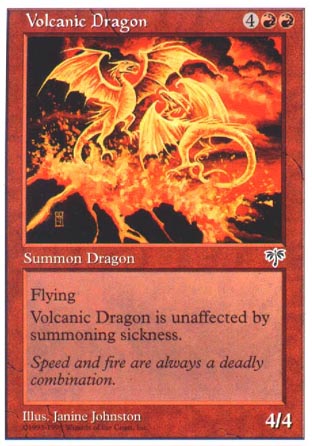 Volcanic Dragon 4
Summon Dragon
Flying
Volcanic Dragon is unaffected by
summoning sickness.
Speed and fire are always a deadly
combination.
Illus. Janine Johnston
4/4